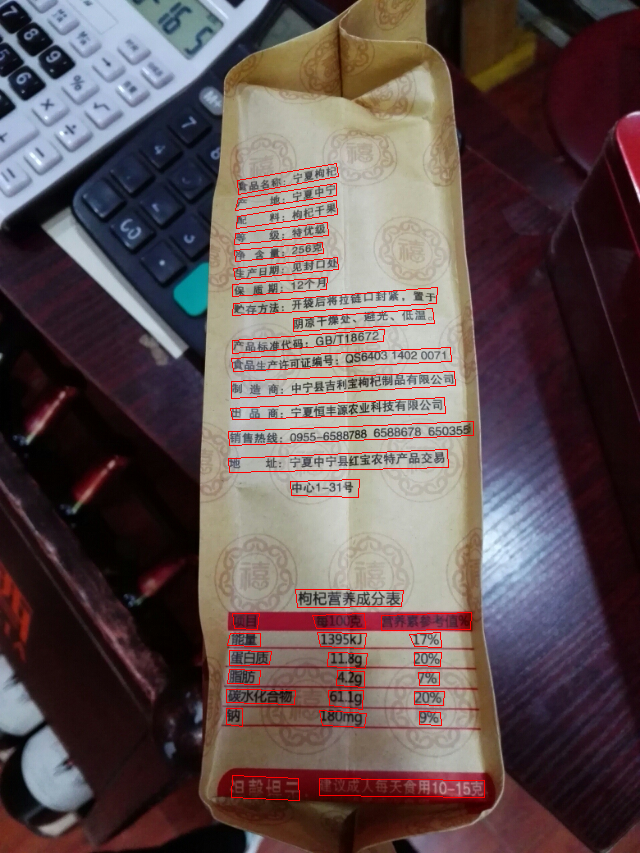 食品名称：宁夏枸杞
产 地：宁夏中宁
配 料：枸杞干果
等 级：特优级
净 含 量：256克
生产日期：见封口处
保 质 期：12个月
贮存方法：开袋后将拉链口封紧，置于
阴凉干燥处、避光、低温。
产品标准代码：GB/T18672
食品生产许可证编号：QS6403 1402 0071
制 造 商：中宁县吉利宝枸杞制品有限公司
出 品 商：宁夏恒丰源农业科技有限公司
销售热线：0955-6588788 6588678 650355
地 址：宁夏中宁县红宝农特产品交易
中心1-31号
枸杞营养成分表
项目 每100克 营养素参考值%
能量 1395kJ 17%
蛋白质 11.8g 20%
脂肪 4.2g 7%
碳水化合物 61.1g 20%
钠 180mg 9%
建议成人每天食用10-15克